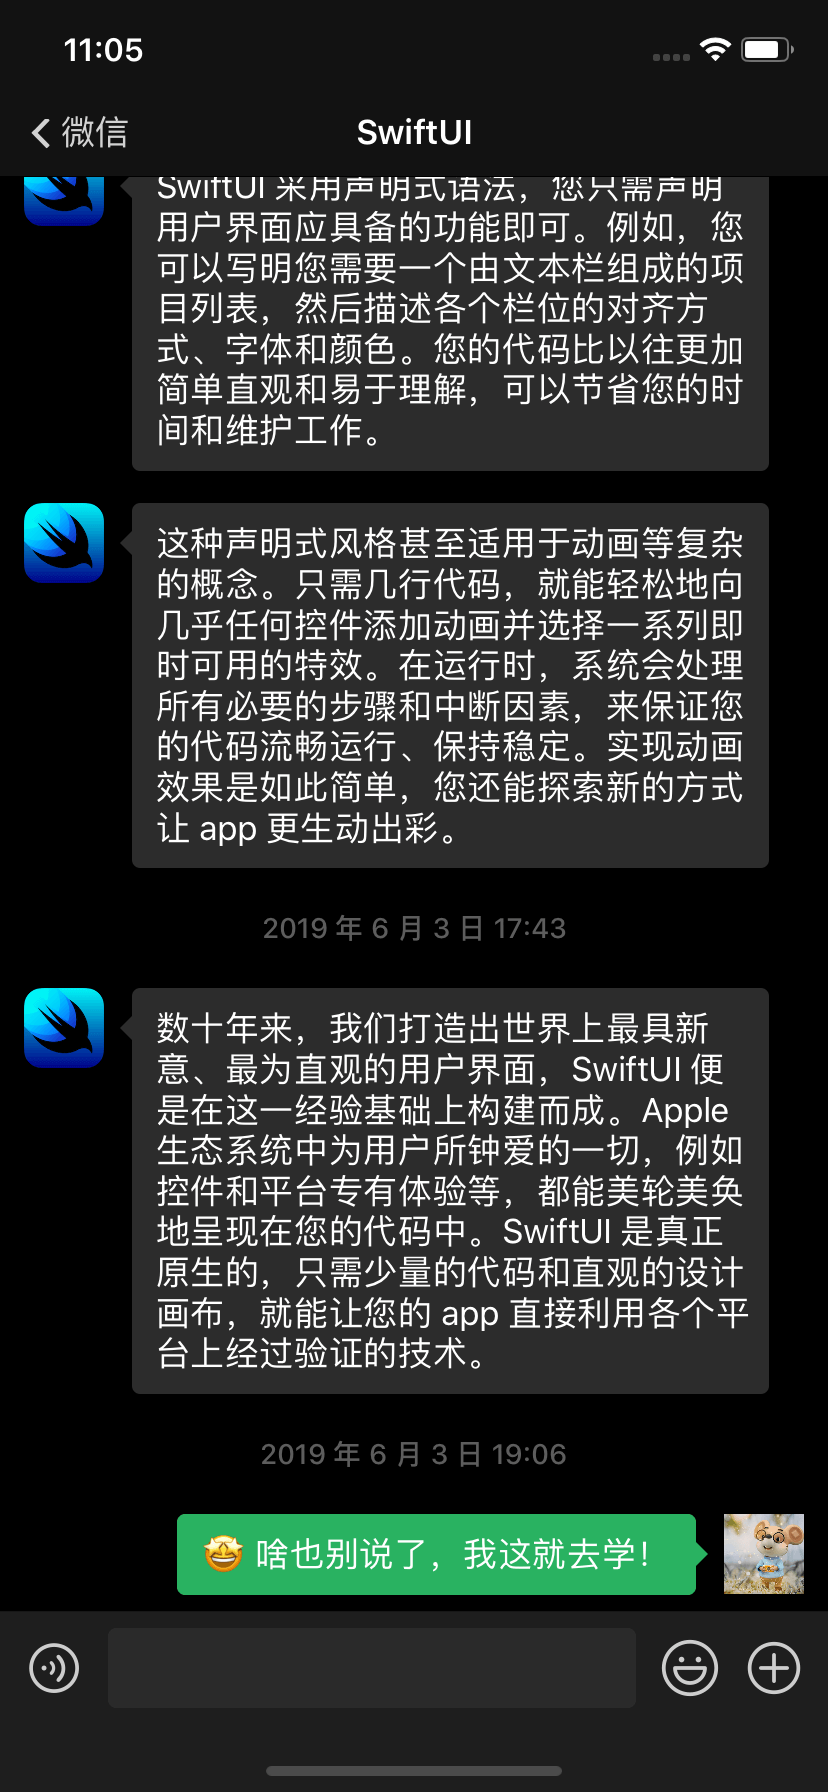 11:05
微信
SwiftUI
SwiftUI 采用声明式语法，您只需声明
用户界面应具备的功能即可。例如，您
可以写明您需要一个由文本栏组成的项
目列表，然后描述各个栏位的对齐方
式、字体和颜色。您的代码比以往更加
简单直观和易于理解，可以节省您的时
间和维护工作。
这种声明式风格甚至适用于动画等复杂
的概念。只需几行代码，就能轻松地向
几乎任何控件添加动画并选择一系列即
时可用的特效。在运行时，系统会处理
所有必要的步骤和中断因素，来保证您
的代码流畅运行、保持稳定。实现动画
效果是如此简单，您还能探索新的方式
让 app 更生动出彩。
2019 年 6 月 3 日 17:43
数十年来，我们打造出世界上最具新
意、最为直观的用户界面，SwiftUI 便
是在这一经验基础上构建而成。Apple
生态系统中为用户所钟爱的一切，例如
控件和平台专有体验等，都能美轮美奂
地呈现在您的代码中。SwiftUI 是真正
原生的，只需少量的代码和直观的设计
画布，就能让您的 app 直接利用各个平
台上经过验证的技术。
2019 年 6 月 3 日 19:06
🤩 啥也别说了，我这就去学！